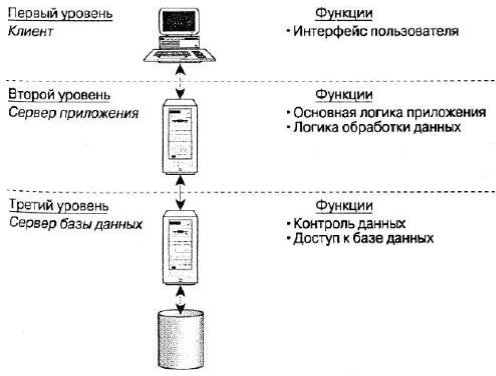 Первый уровень
Клиент
Функции
• Интерфейс пользователя
Второй уровень
Сервер приложения
Функции
• Основная логика приложения
• Логика обработки данных
Третий уровень
Сервер базы данных
Функции
• Контроль данных
• Доступ к базе данных